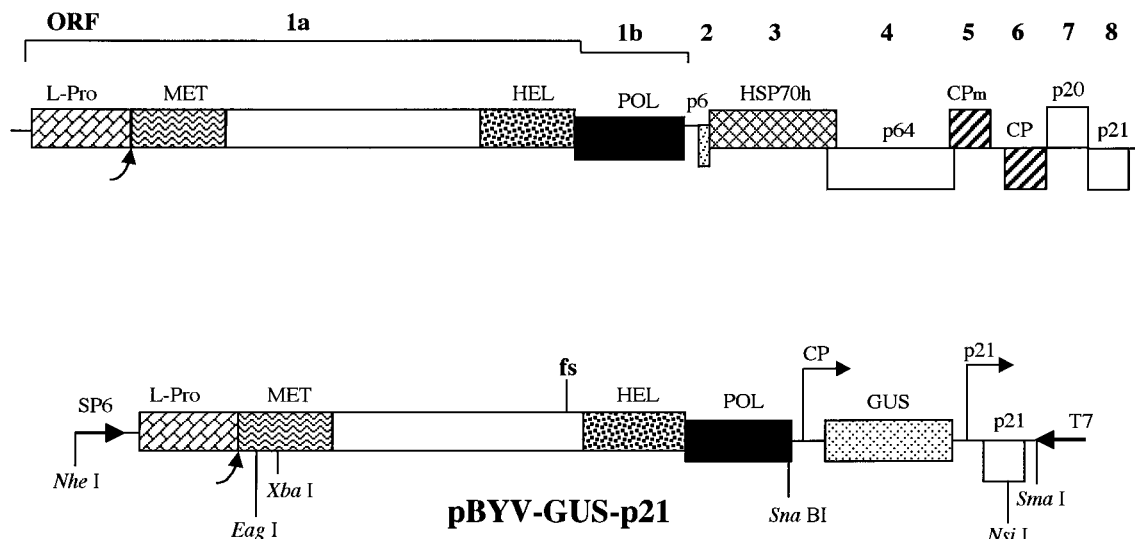 ORF 1a 1b 2 3 4 5 6 7 8
L-Pro MET HEL POL p6 HSP70h p64 CPm CP p20 p21
fs CP p21
SP6 L-Pro MET HEL POL GUS p21 T7
Nhe I Xba I Eag I Sna BI Nsi I Sma I
pBYV-GUS-p21